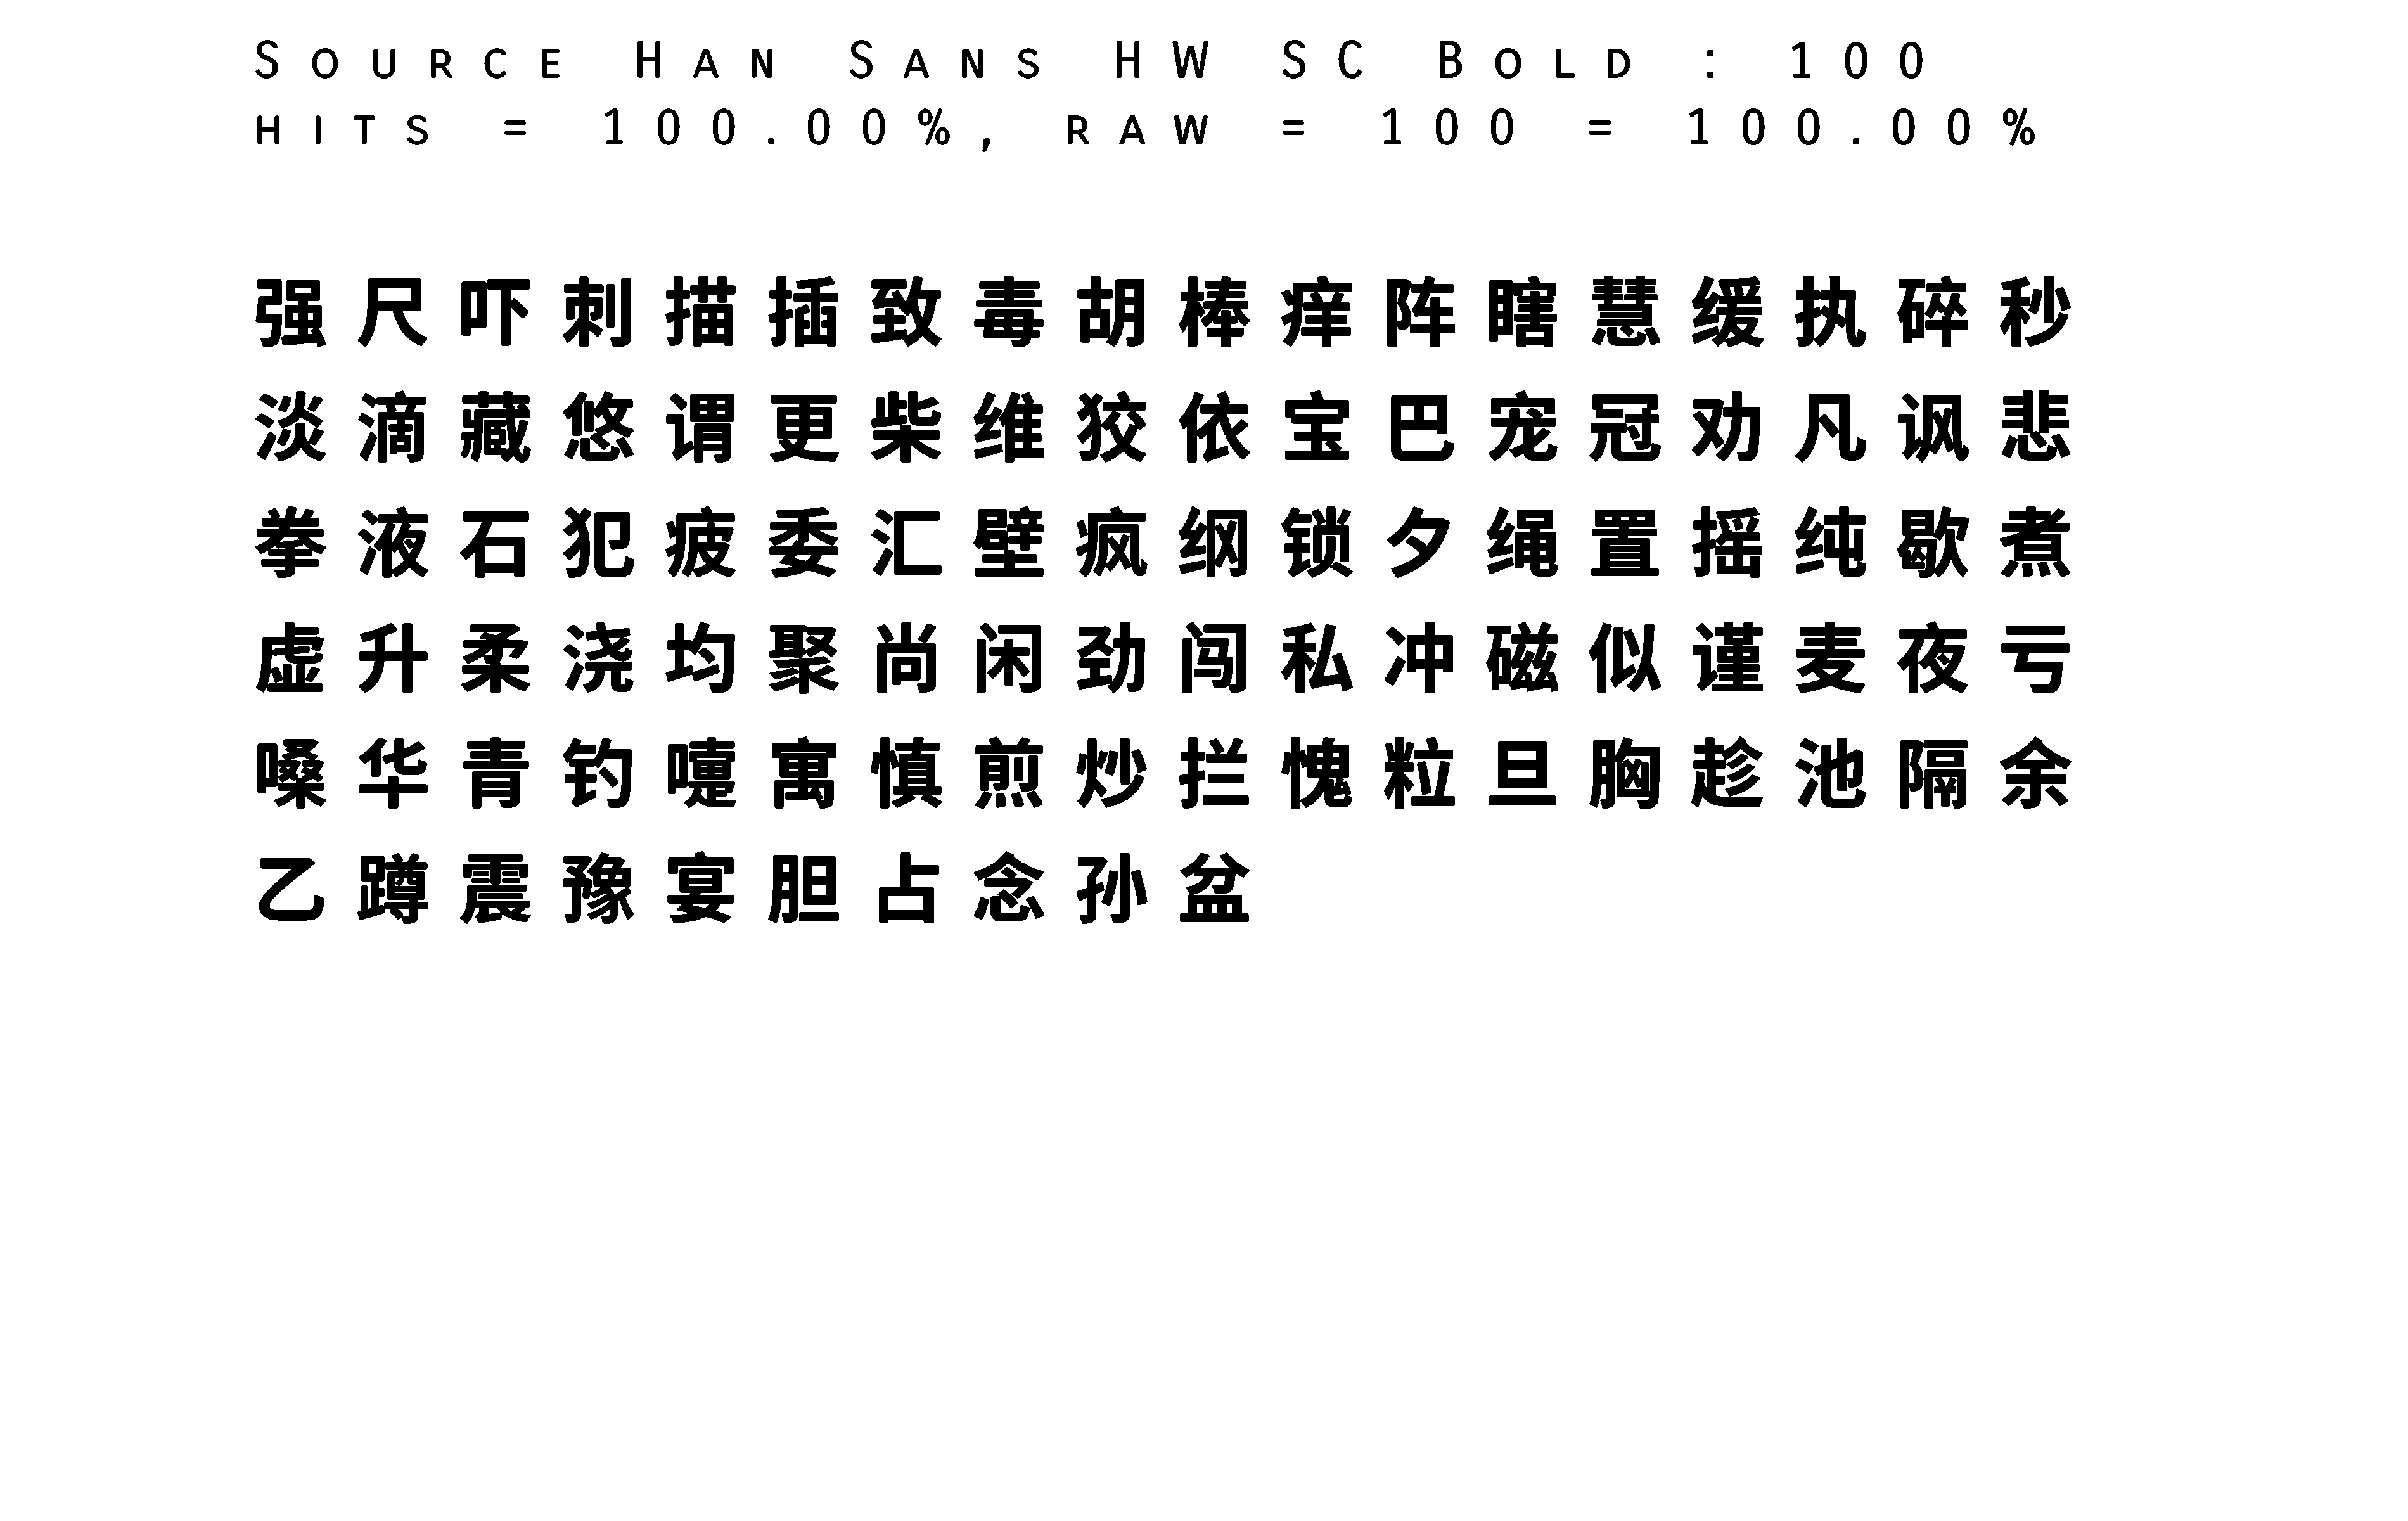 Source Han Sans HW SC Bold : 100
hits = 100.00%, raw = 100 = 100.00%
强尺吓刺描插致毒胡棒痒阵瞎慧缓执碎秒
淡滴藏悠谓更柴维狡依宝巴宠冠劝凡讽悲
拳液石犯疲委汇壁疯纲锁夕绳置摇纯歇煮
虚升柔浇均聚尚闲劲闯私冲磁似谨麦夜亏
嗓华青钓嚏寓慎煎炒拦愧粒旦胸趁池隔余
乙蹲震豫宴胆占念孙盆